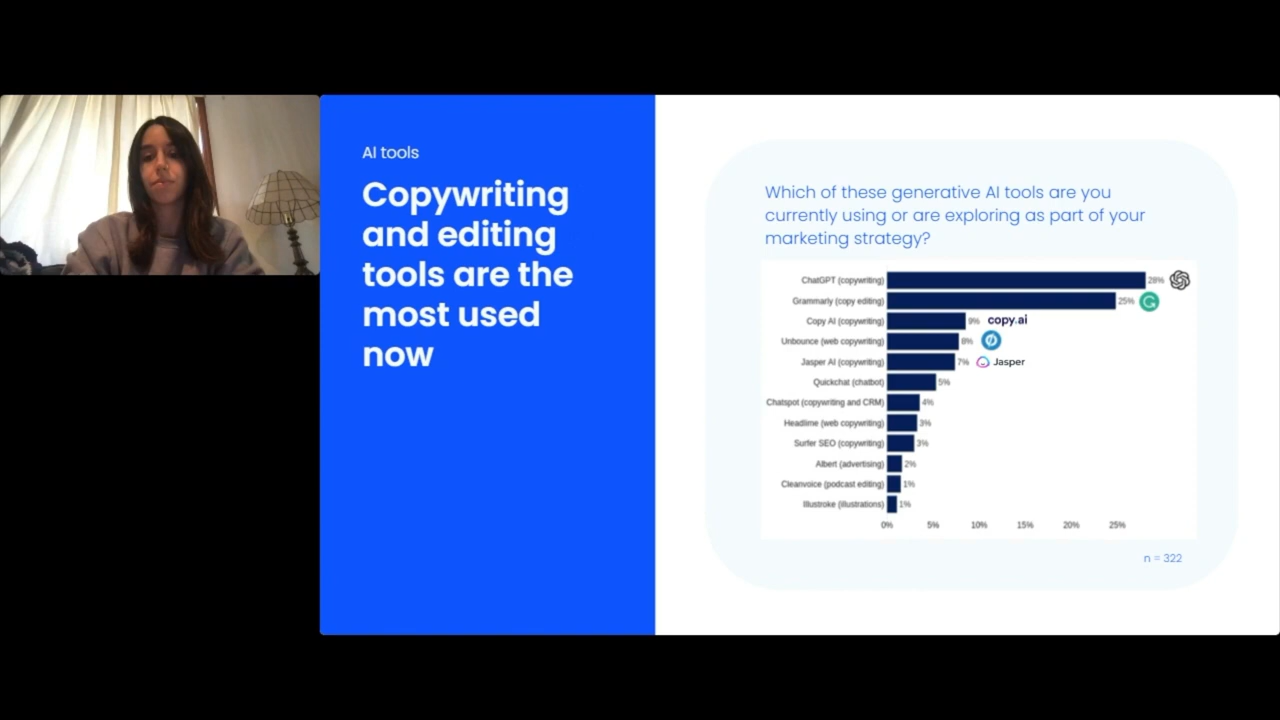 AI tools
Copywriting
and editing
tools are the
most used
now
Which of these generative AI tools are you
currently using or are exploring as part of your
marketing strategy?
ChatGPT (copywriting) 28%
Grammarly (copy editing) 25%
Copy AI (copywriting) 9% copy.ai
Unbounce (web copywriting) 8%
Jasper AI (copywriting) 7% Jasper
Quickchat (chatbot) 5%
Chatspot (copywriting and CRM) 4%
Headlime (web copywriting) 3%
Surfer SEO (copywriting) 3%
Albert (advertising) 2%
Cleanvoice (podcast editing) 1%
Illustroke (illustrations) 1%
0% 5% 10% 15% 20% 25%
n = 322